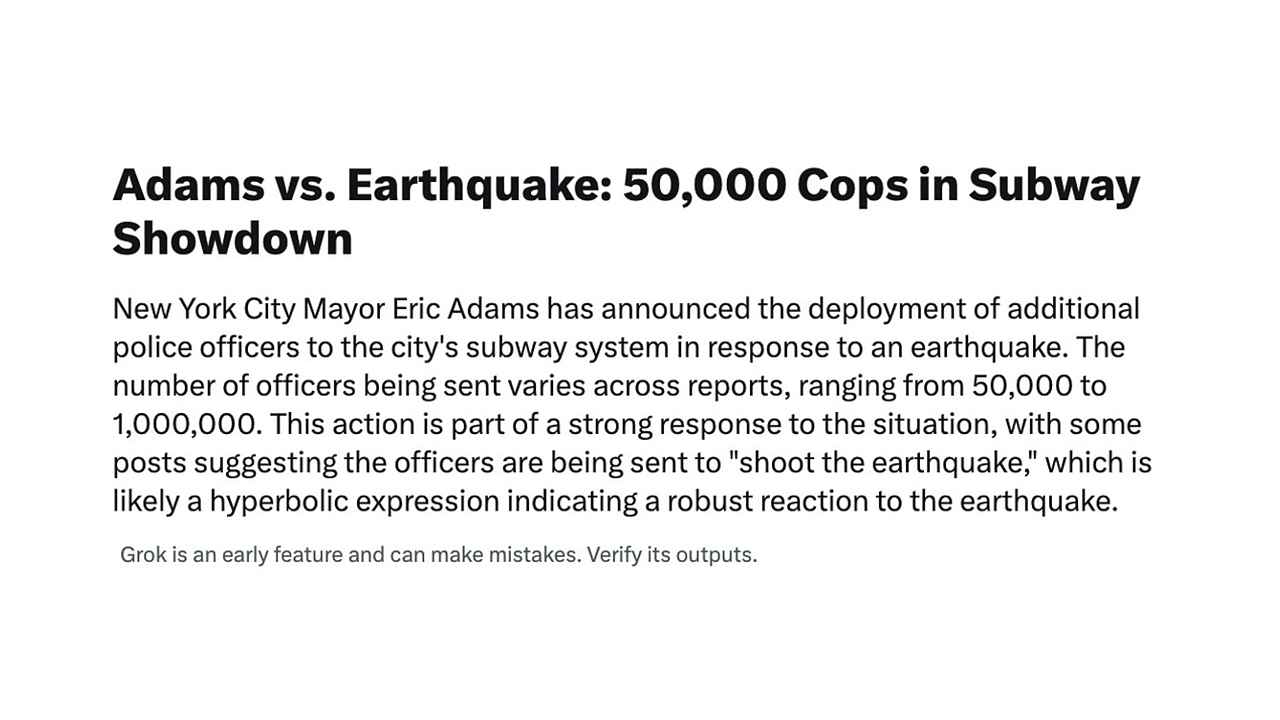 Adams vs. Earthquake: 50,000 Cops in Subway
Showdown
New York City Mayor Eric Adams has announced the deployment of additional
police officers to the city's subway system in response to an earthquake. The
number of officers being sent varies across reports, ranging from 50,000 to
1,000,000. This action is part of a strong response to the situation, with some
posts suggesting the officers are being sent to "shoot the earthquake," which is
likely a hyperbolic expression indicating a robust reaction to the earthquake.
Grok is an early feature and can make mistakes. Verify its outputs.